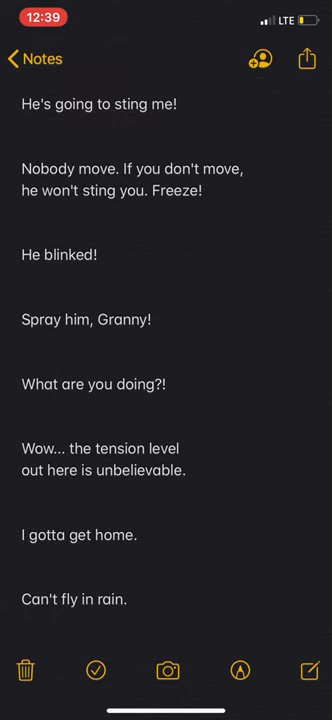 12:39
LTE
Notes
He's going to sting me!
Nobody move. If you don't move,
he won't sting you. Freeze!
He blinked!
Spray him, Granny!
What are you doing?!
Wow... the tension level
out here is unbelievable.
I gotta get home.
Can't fly in rain.